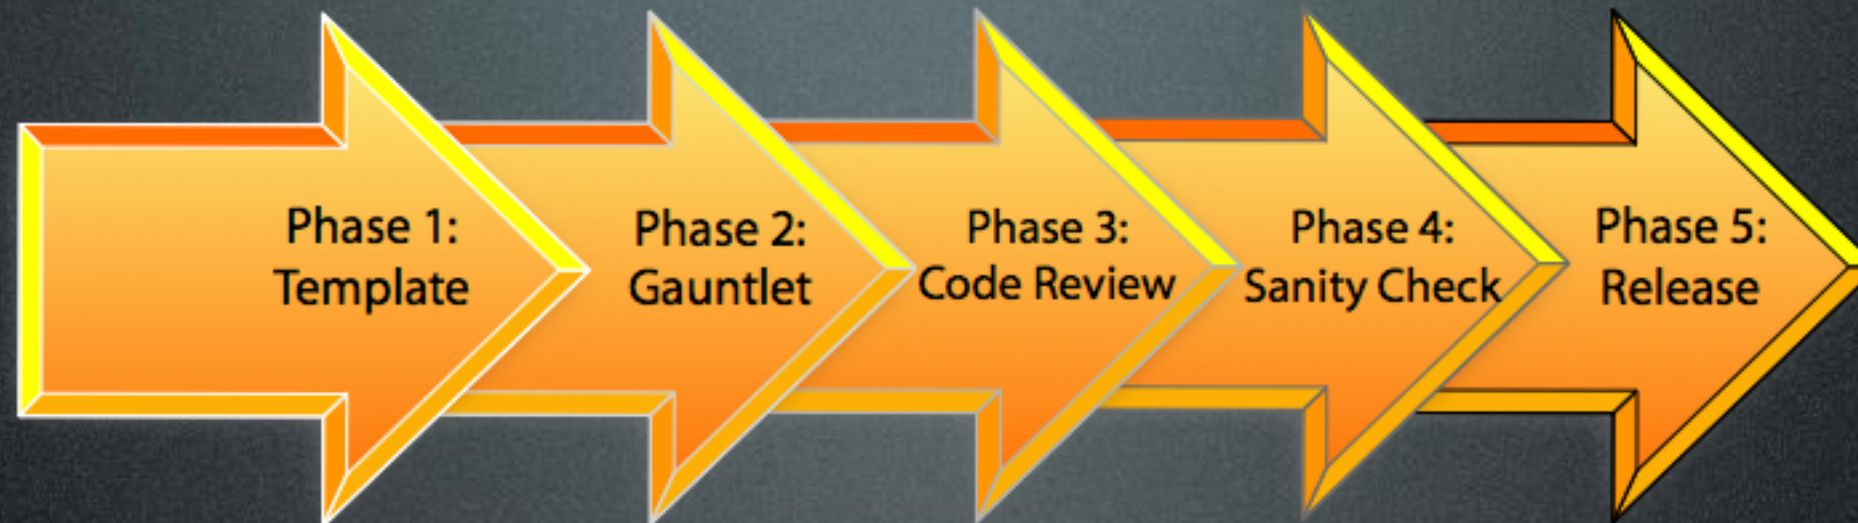 Phase 1:
Template
Phase 2:
Gauntlet
Phase 3:
Code Review
Phase 4:
Sanity Check
Phase 5:
Release